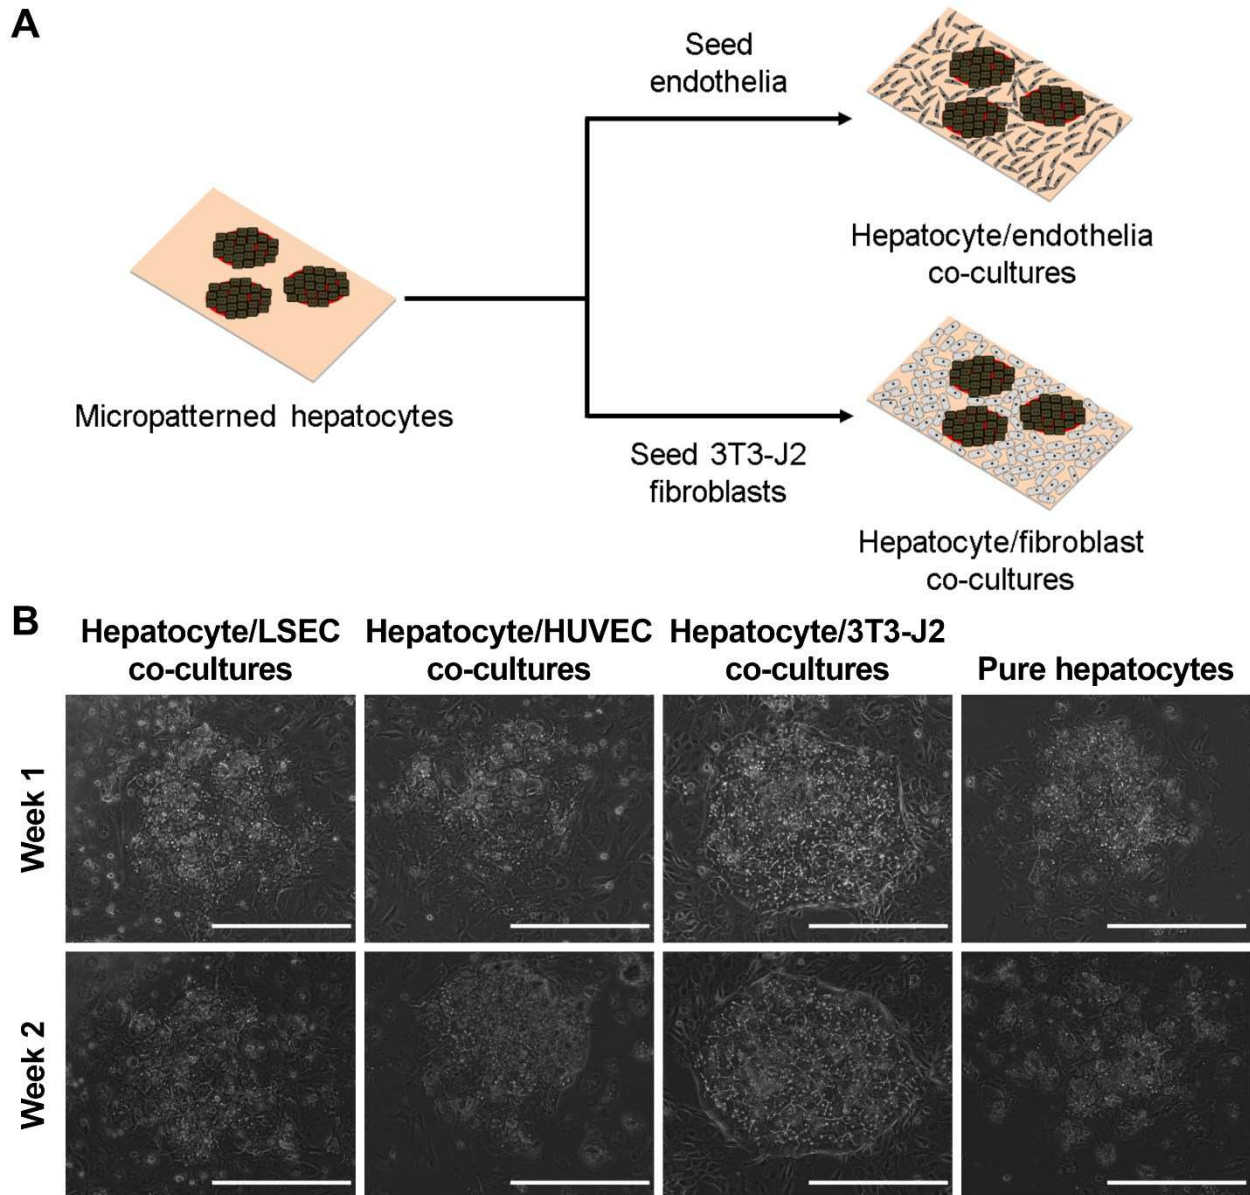 A
Seed
endothelia
Hepatocyte/endothelia
co-cultures
Micropatterned hepatocytes
Seed 3T3-J2
fibroblasts
Hepatocyte/fibroblast
co-cultures
B
Hepatocyte/LSEC
co-cultures
Hepatocyte/HUVEC
co-cultures
Hepatocyte/3T3-J2
co-cultures
Pure hepatocytes
Week 1
Week 2